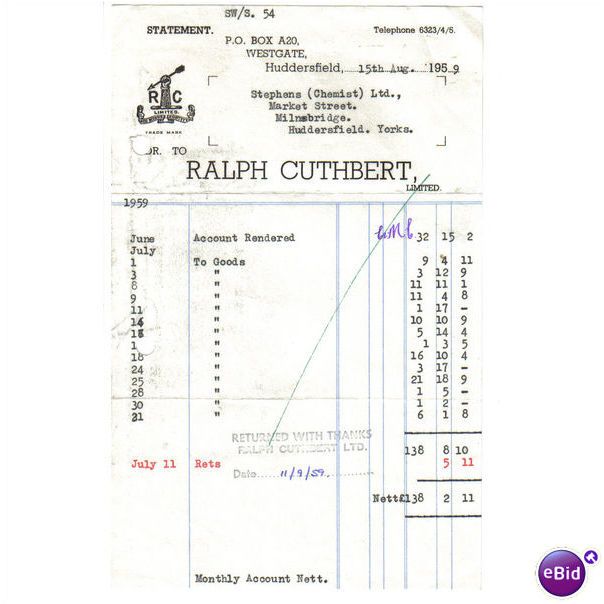 SW/S. 54
STATEMENT.
Telephone 6323/4/5.
P.O. BOX A20,
WESTGATE,
Huddersfield, 15th Aug. 1959
R C
LIMITED.
TRADE MARK
Stephens (Chemist) Ltd.,
Market Street.
Milnsbridge.
Huddersfield. Yorks.
DR. TO
RALPH CUTHBERT,
LIMITED.
1959
June Account Rendered 32 15 2
July
1 To Goods 9 4 11
3 " 3 12 9
8 " 11 11 1
9 " 11 4 8
11 " 1 17 -
14 " 10 10 9
" 5 14 4
1 " 1 3 5
18 " 16 10 4
24 " 3 17 -
25 " 21 18 9
28 " 1 5 -
30 " 1 2 -
31 " 6 1 8
RETURNED WITH THANKS
RALPH CUTHBERT LTD.
Date 11/9/59.
138 8 10
July 11 Rets 5 11
Nett£138 2 11
Monthly Account Nett.
eBid